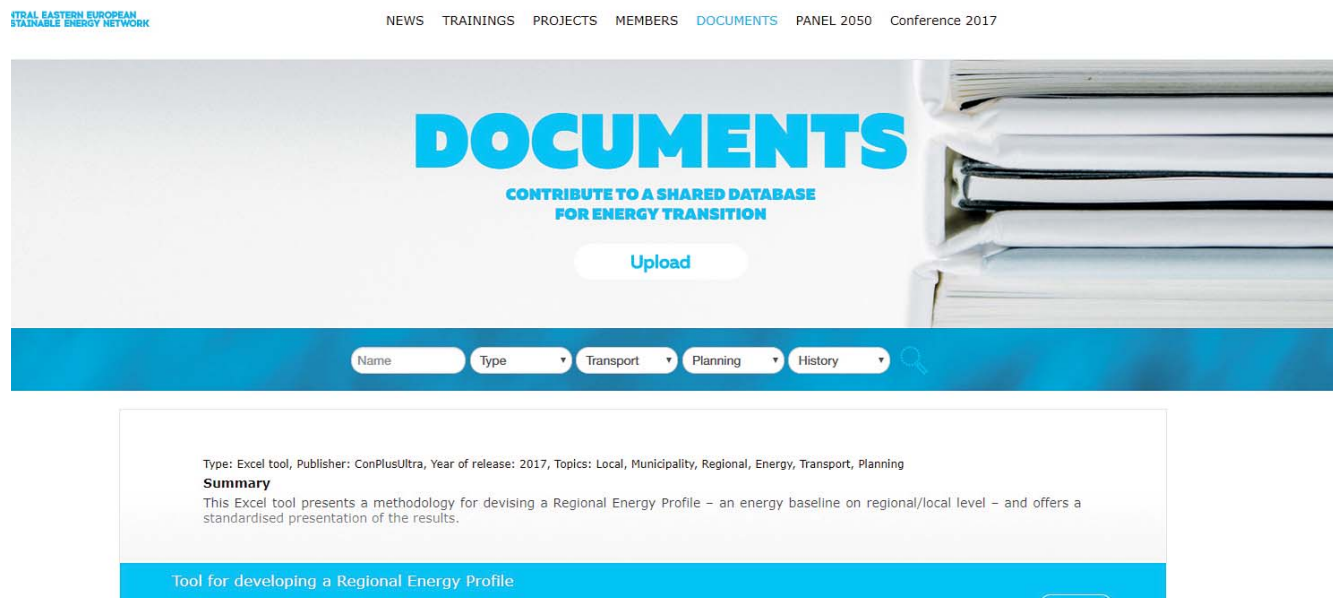 EASTERN EUROPEAN
ENERGY NETWORK
NEWS TRAININGS PROJECTS MEMBERS DOCUMENTS PANEL 2050 Conference 2017
DOCUMENTS
CONTRIBUTE TO A SHARED DATABASE
FOR ENERGY TRANSITION
Upload
Name Type Transport Planning History
Type: Excel tool, Publisher: ConPlusUltra, Year of release: 2017, Topics: Local, Municipality, Regional, Energy, Transport, Planning
Summary
This Excel tool presents a methodology for devising a Regional Energy Profile – an energy baseline on regional/local level – and offers a
standardised presentation of the results.
Tool for developing a Regional Energy Profile